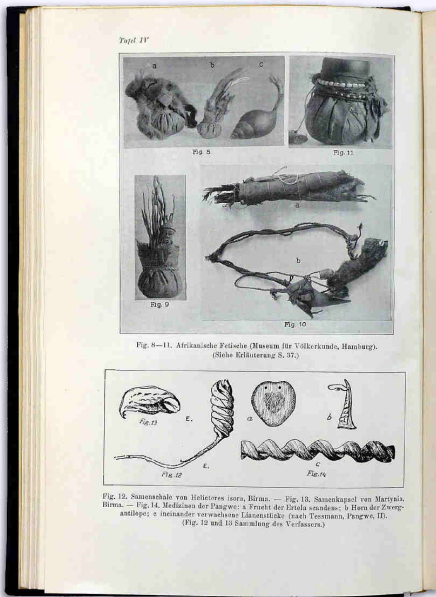 Tafel IV
a b c
Fig. 8
Fig. 11
Fig. 9
a
b
Fig. 10
Fig. 8—11. Afrikanische Fetische (Museum für Völkerkunde, Hamburg).
(Siehe Erläuterung S. 37.)
Fig. 13
E.
a
b
Fig. 12
E.
c
Fig. 14
Fig. 12. Samenschale von Helicteres isora, Birma. — Fig. 13. Samenkapsel von Martynia,
Birma. — Fig. 14. Medizinen der Pangwe: a Frucht der Ertela scandens; b Horn der Zwerg-
antilope; c ineinander verwachsene Lianenstücke (nach Tessmann, Pangwe, II).
(Fig. 12 und 13 Sammlung des Verfassers.)